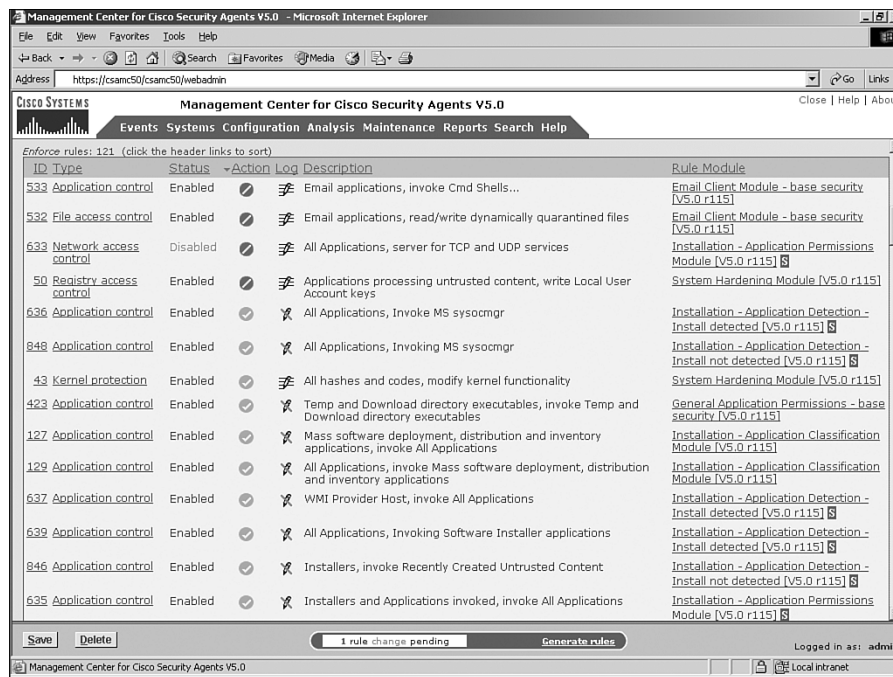 Management Center for Cisco Security Agents V5.0 - Microsoft Internet Explorer
File Edit View Favorites Tools Help
Back Search Favorites Media
Address https://csamc50/csamc50/webadmin Go Links
Cisco Systems
Management Center for Cisco Security Agents V5.0
Close | Help | Abou
Events Systems Configuration Analysis Maintenance Reports Search Help
Enforce rules: 121 (click the header links to sort)
ID Type Status Action Log Description Rule Module
533 Application control Enabled Email applications, invoke Cmd Shells... Email Client Module - base security
[V5.0 r115]
532 File access control Enabled Email applications, read/write dynamically quarantined files Email Client Module - base security
[V5.0 r115]
633 Network access Disabled All Applications, server for TCP and UDP services Installation - Application Permissions
control Module [V5.0 r115] S
50 Registry access Enabled Applications processing untrusted content, write Local User System Hardening Module [V5.0 r115]
control Account keys
636 Application control Enabled All Applications, Invoke MS sysocmgr Installation - Application Detection -
Install detected [V5.0 r115] S
848 Application control Enabled All Applications, Invoking MS sysocmgr Installation - Application Detection -
Install not detected [V5.0 r115] S
43 Kernel protection Enabled All hashes and codes, modify kernel functionality System Hardening Module [V5.0 r115]
423 Application control Enabled Temp and Download directory executables, invoke Temp and General Application Permissions - base
Download directory executables security [V5.0 r115]
127 Application control Enabled Mass software deployment, distribution and inventory Installation - Application Classification
applications, invoke All Applications Module [V5.0 r115]
129 Application control Enabled All Applications, invoke Mass software deployment, distribution Installation - Application Classification
and inventory applications Module [V5.0 r115]
637 Application control Enabled WMI Provider Host, invoke All Applications Installation - Application Detection -
Install detected [V5.0 r115] S
639 Application control Enabled All Applications, Invoking Software Installer applications Installation - Application Detection -
Install detected [V5.0 r115] S
846 Application control Enabled Installers, invoke Recently Created Untrusted Content Installation - Application Detection -
Install not detected [V5.0 r115] S
635 Application control Enabled Installers and Applications invoked, invoke All Applications Installation - Application Permissions
Module [V5.0 r115] S
Save Delete 1 rule change pending Generate rules
Logged in as: admi
Management Center for Cisco Security Agents V5.0 Local intranet